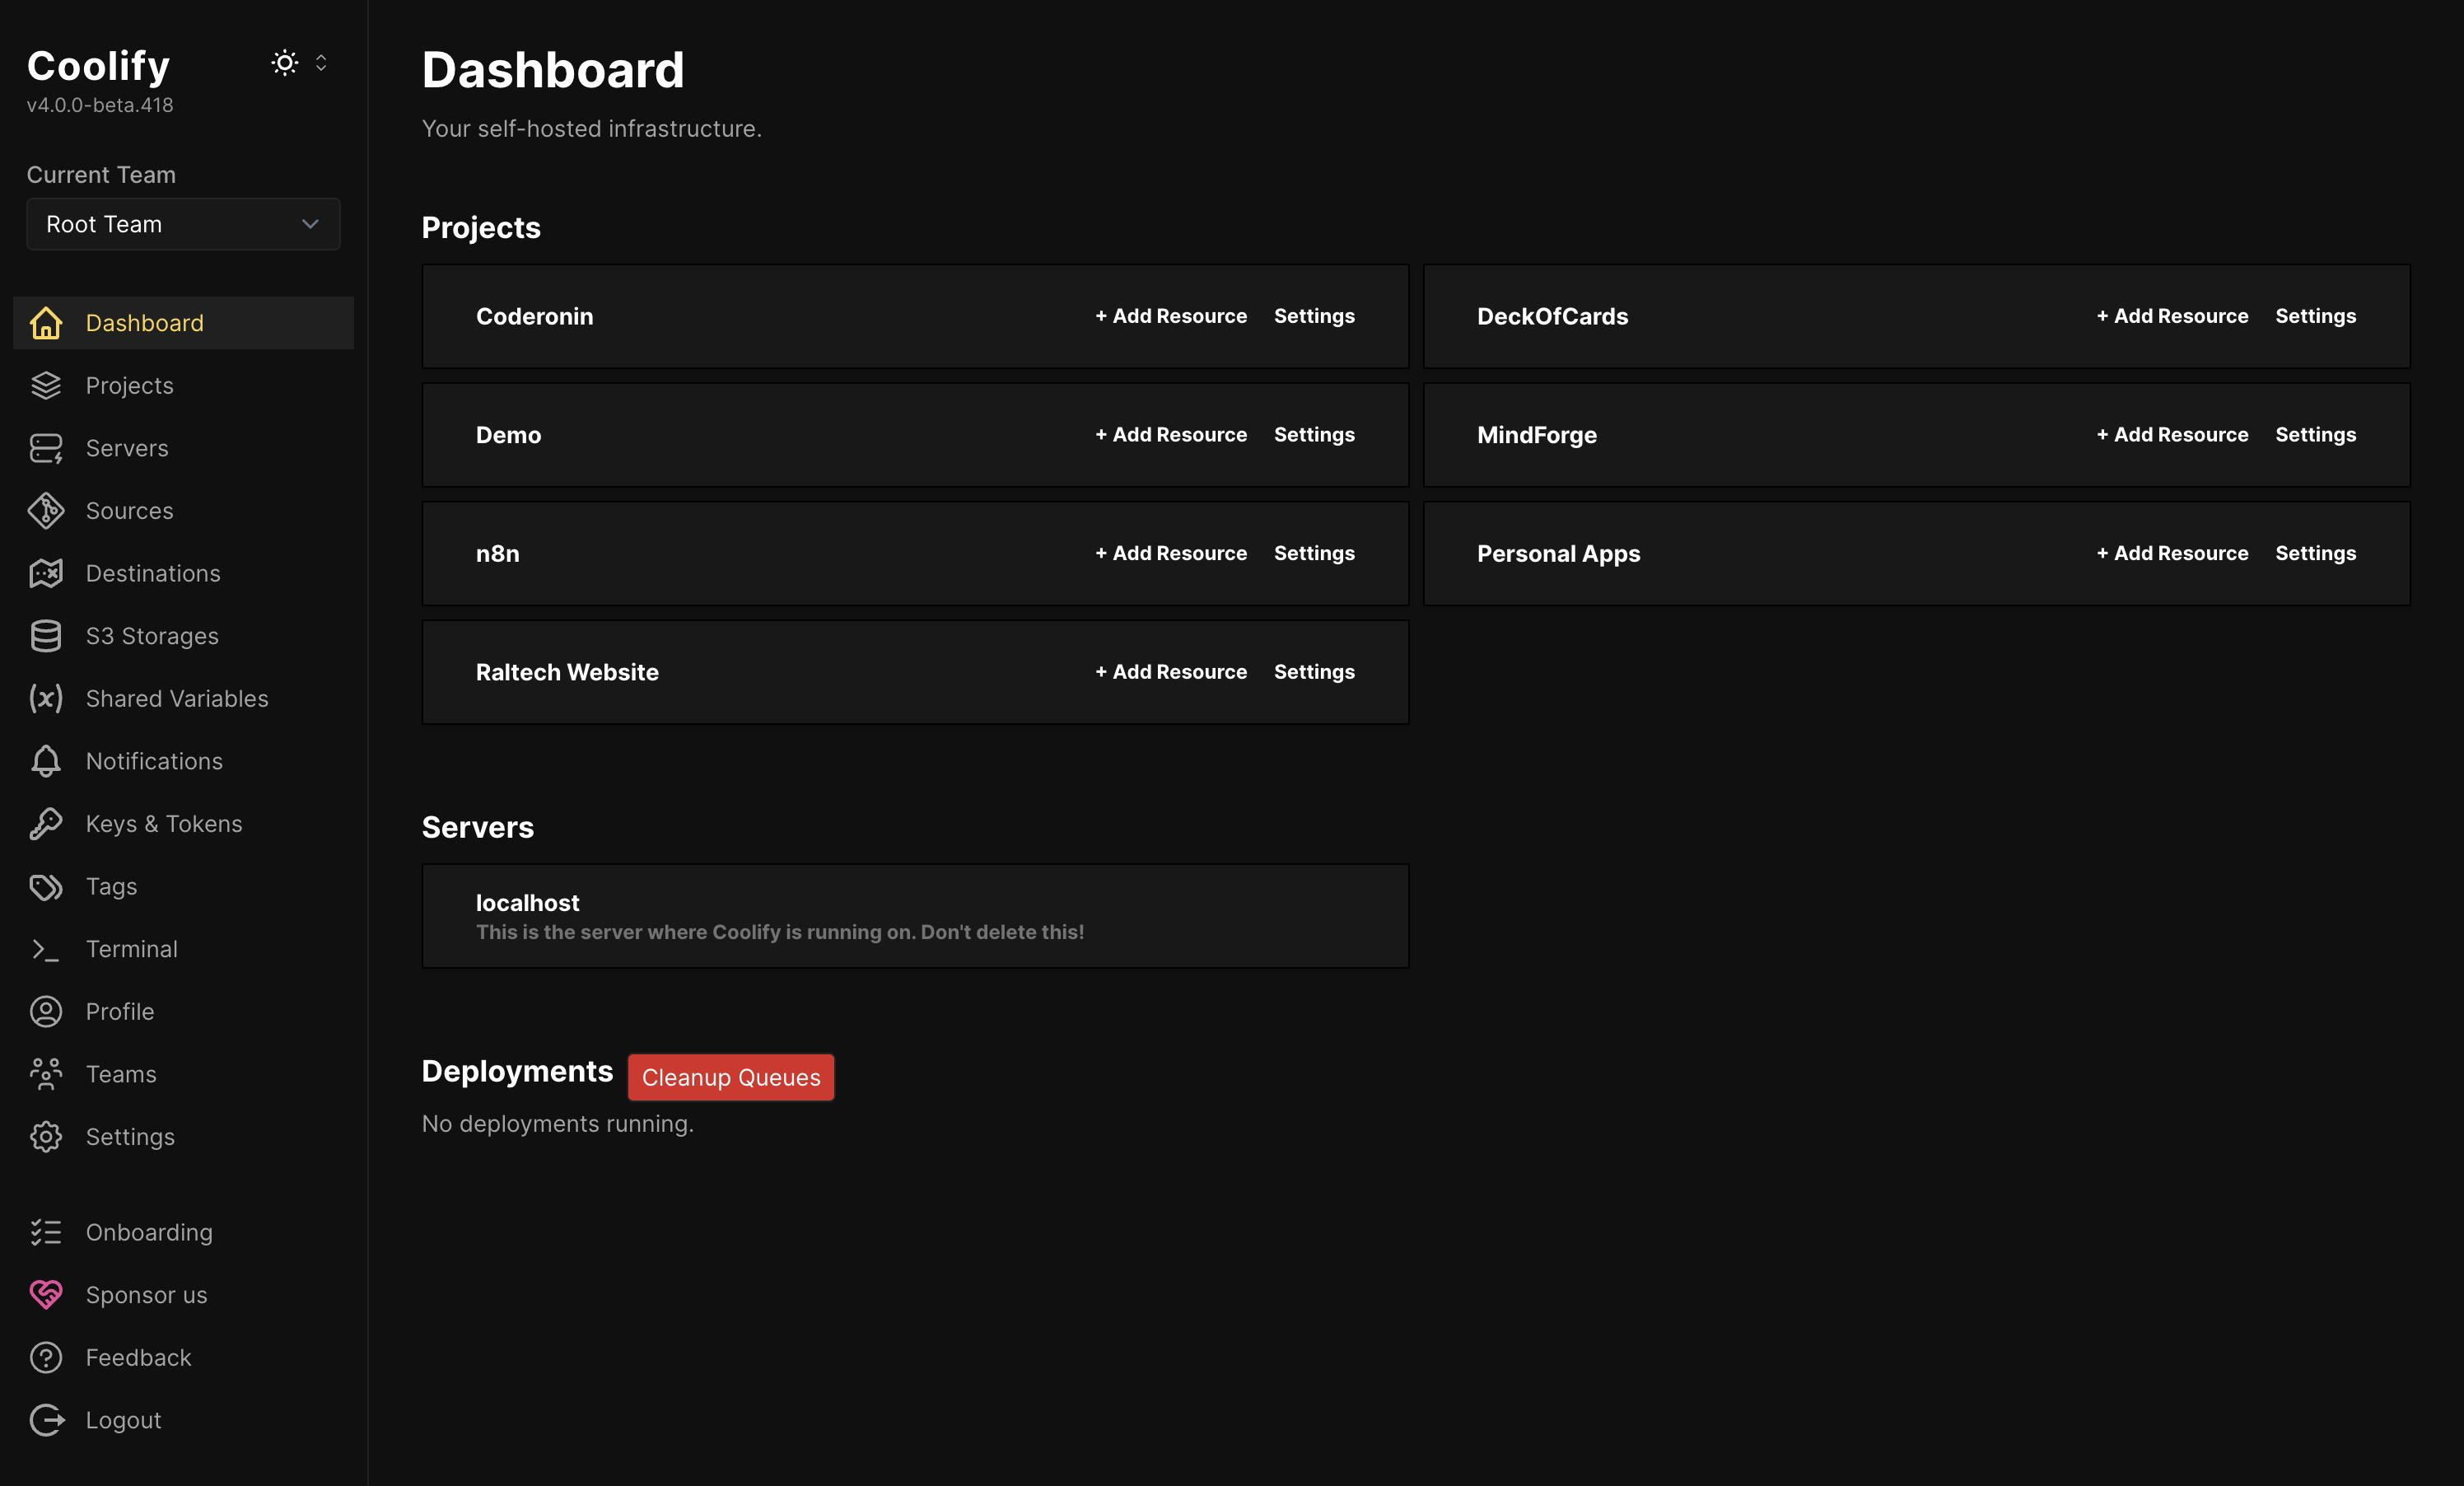 Coolify
v4.0.0-beta.418
Current Team
Root Team
Dashboard
Projects
Servers
Sources
Destinations
S3 Storages
Shared Variables
Notifications
Keys & Tokens
Tags
Terminal
Profile
Teams
Settings
Onboarding
Sponsor us
Feedback
Logout
Dashboard
Your self-hosted infrastructure.
Projects
Coderonin + Add Resource Settings
DeckOfCards + Add Resource Settings
Demo + Add Resource Settings
MindForge + Add Resource Settings
n8n + Add Resource Settings
Personal Apps + Add Resource Settings
Raltech Website + Add Resource Settings
Servers
localhost
This is the server where Coolify is running on. Don't delete this!
Deployments Cleanup Queues
No deployments running.